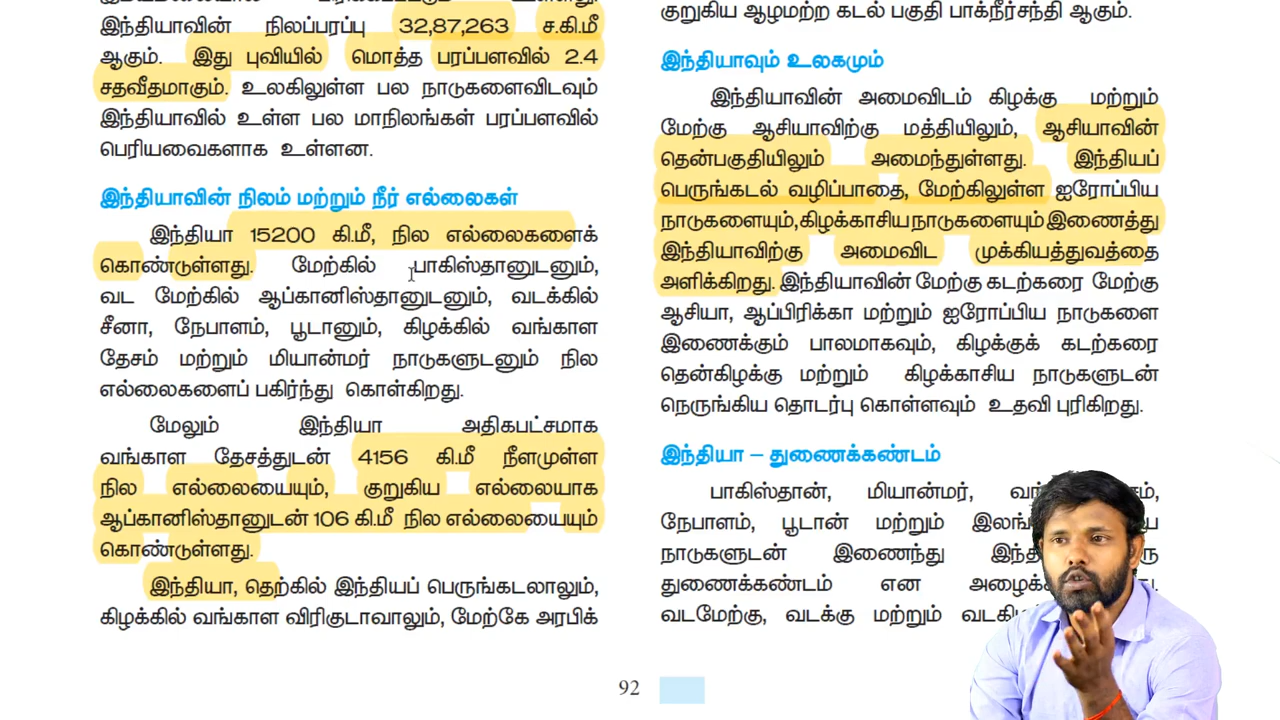 இந்தியாவின் நிலப்பரப்பு 32,87,263 ச.கி.மீ
ஆகும். இது புவியில் மொத்த பரப்பளவில் 2.4
சதவீதமாகும். உலகிலுள்ள பல நாடுகளைவிடவும்
இந்தியாவில் உள்ள பல மாநிலங்கள் பரப்பளவில்
பெரியவைகளாக உள்ளன.
இந்தியாவின் நிலம் மற்றும் நீர் எல்லைகள்
இந்தியா 15200 கி.மீ, நில எல்லைகளைக்
கொண்டுள்ளது. மேற்கில் பாகிஸ்தானுடனும்,
வட மேற்கில் ஆப்கானிஸ்தானுடனும், வடக்கில்
சீனா, நேபாளம், பூடானும், கிழக்கில் வங்காள
தேசம் மற்றும் மியான்மர் நாடுகளுடனும் நில
எல்லைகளைப் பகிர்ந்து கொள்கிறது.
மேலும் இந்தியா அதிகபட்சமாக
வங்காள தேசத்துடன் 4156 கி.மீ நீளமுள்ள
நில எல்லையையும், குறுகிய எல்லையாக
ஆப்கானிஸ்தானுடன் 106 கி.மீ நில எல்லையையும்
கொண்டுள்ளது.
இந்தியா, தெற்கில் இந்தியப் பெருங்கடலாலும்,
கிழக்கில் வங்காள விரிகுடாவாலும், மேற்கே அரபிக்
குறுகிய ஆழமற்ற கடல் பகுதி பாக்நீர்சந்தி ஆகும்.
இந்தியாவும் உலகமும்
இந்தியாவின் அமைவிடம் கிழக்கு மற்றும்
மேற்கு ஆசியாவிற்கு மத்தியிலும், ஆசியாவின்
தென்பகுதியிலும் அமைந்துள்ளது. இந்தியப்
பெருங்கடல் வழிப்பாதை, மேற்கிலுள்ள ஐரோப்பிய
நாடுகளையும், கிழக்காசிய நாடுகளையும் இணைத்து
இந்தியாவிற்கு அமைவிட முக்கியத்துவத்தை
அளிக்கிறது. இந்தியாவின் மேற்கு கடற்கரை மேற்கு
ஆசியா, ஆப்பிரிக்கா மற்றும் ஐரோப்பிய நாடுகளை
இணைக்கும் பாலமாகவும், கிழக்குக் கடற்கரை
தென்கிழக்கு மற்றும் கிழக்காசிய நாடுகளுடன்
நெருங்கிய தொடர்பு கொள்ளவும் உதவி புரிகிறது.
இந்தியா – துணைக்கண்டம்
பாகிஸ்தான், மியான்மர்,
நேபாளம், பூடான் மற்றும்
நாடுகளுடன் இணைந்து
துணைக்கண்டம் என
வடமேற்கு, வடக்கு மற்றும்
92